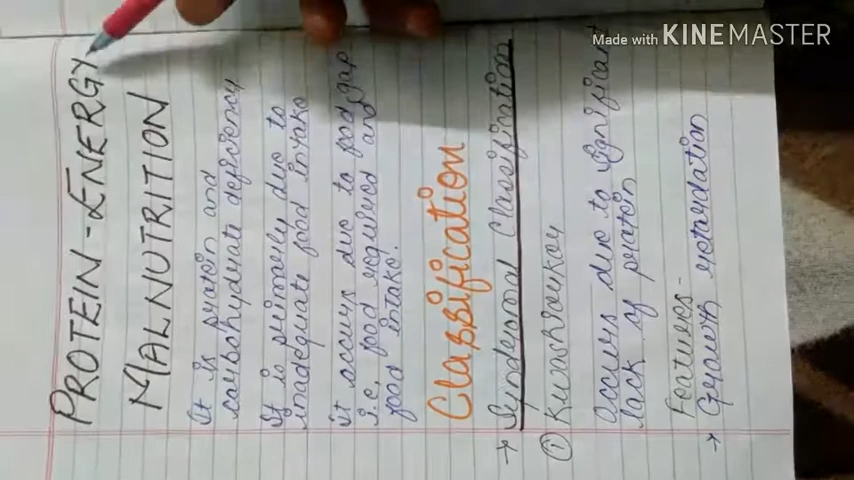 Made with KINEMASTER
PROTEIN-ENERGY
MALNUTRITION
It is protein and
carbohydrate deficiency
It is primarily due to
inadequate food intake
it occurs due to food gap
i.e. food required and
food intake.
Classification
→ Syndromal Classification
① Kwashiorkor
Occurs due to significant
lack of protein
Features-
→ Growth retardation